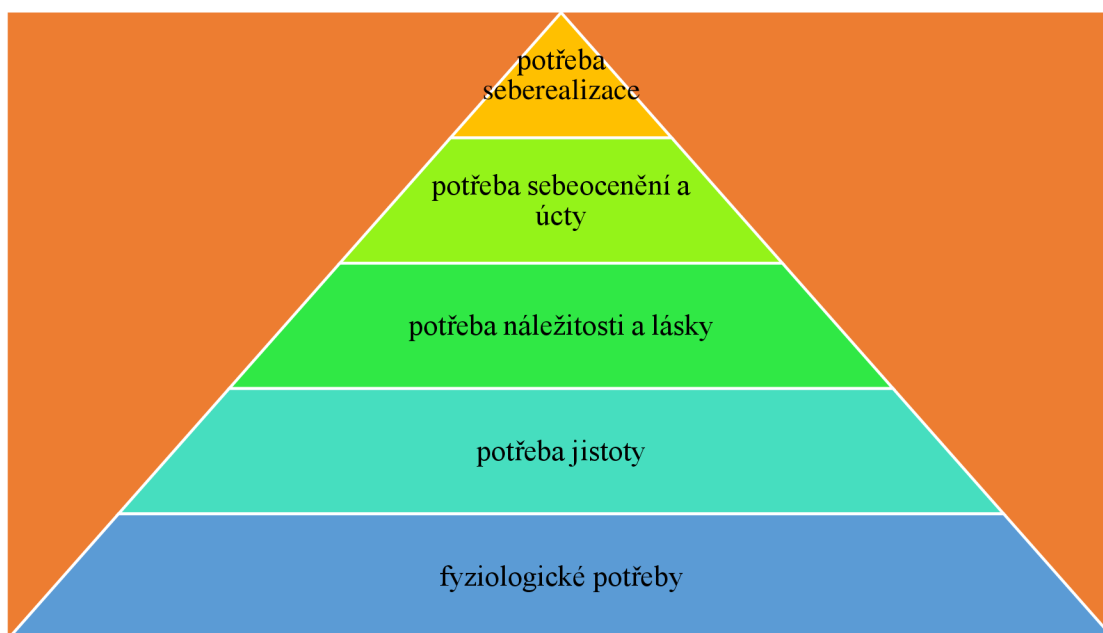 potřeba
seberealizace
potřeba sebeocenění a
úcty
potřeba náležitosti a lásky
potřeba jistoty
fyziologické potřeby